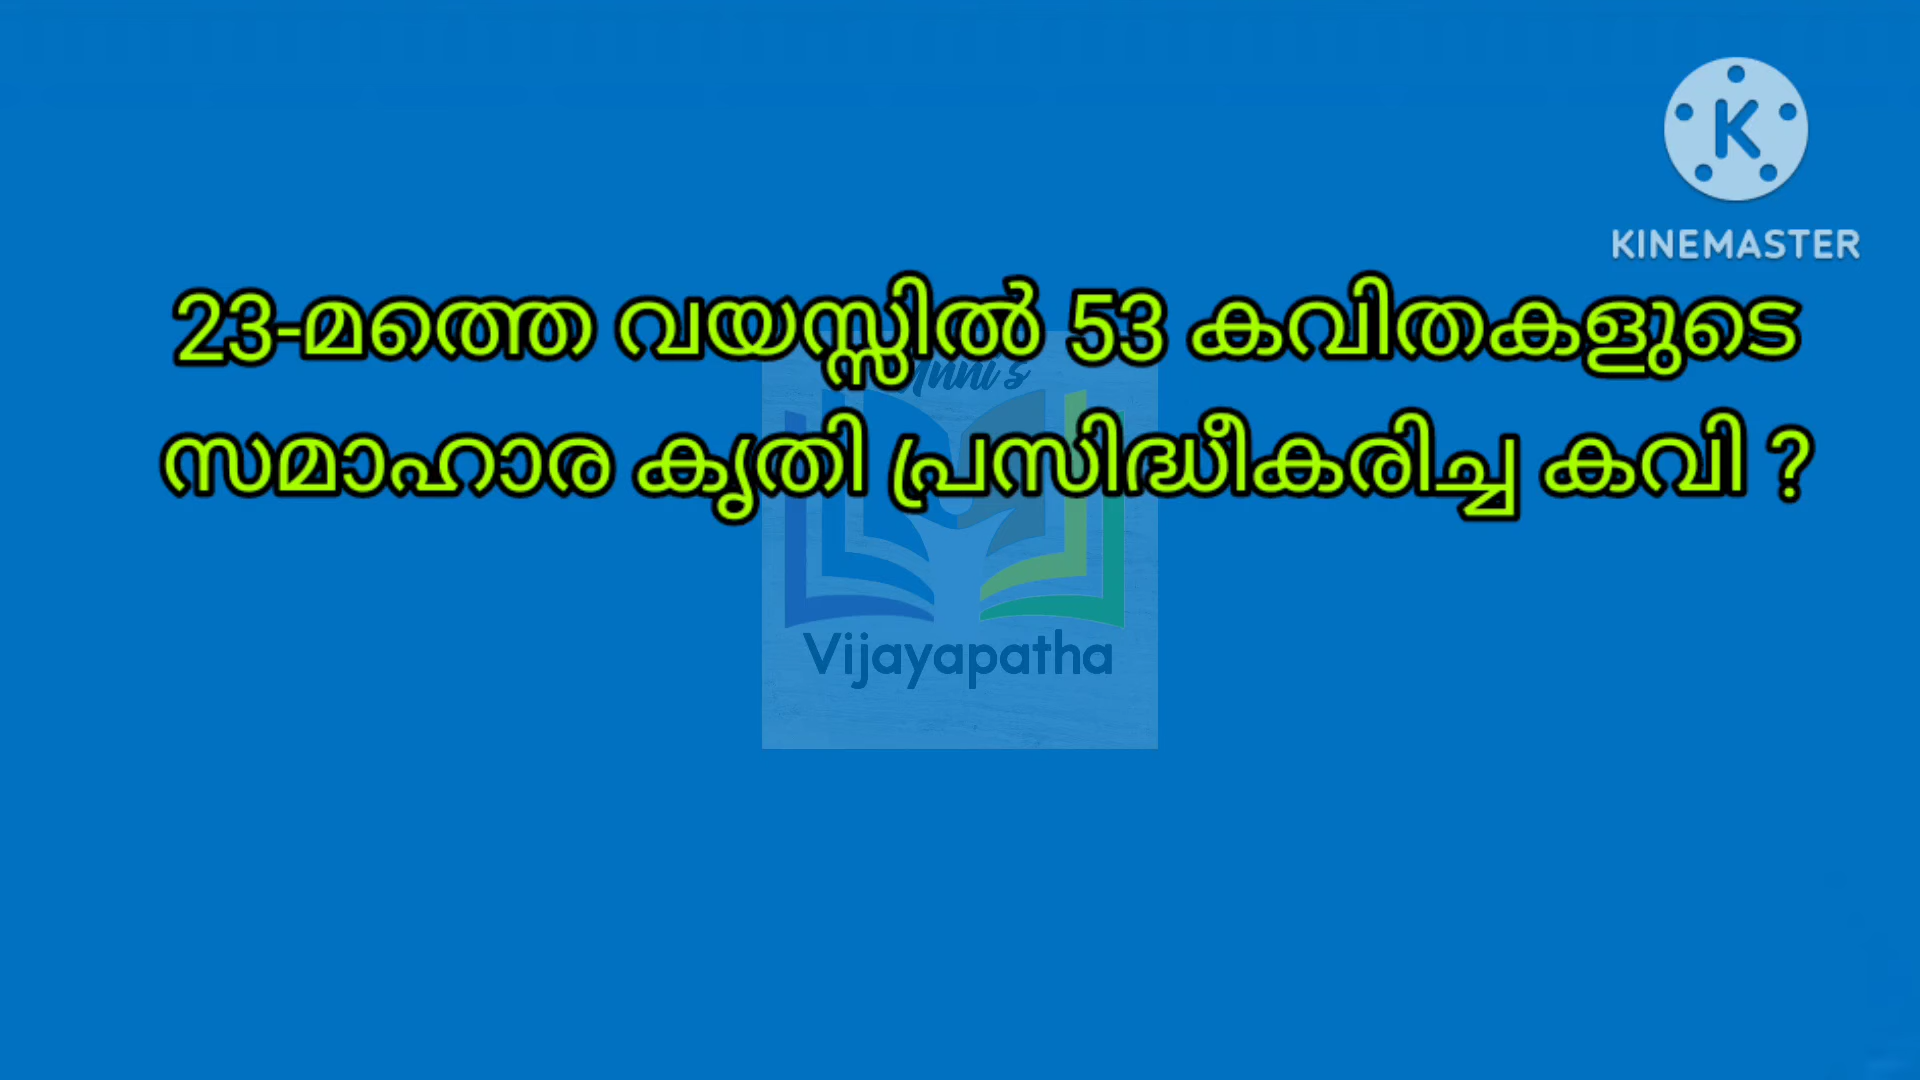 K
KINEMASTER
23-മത്തെ വയസ്സിൽ 53 കവിതകളുടെ
സമാഹാര കൃതി പ്രസിദ്ധീകരിച്ച കവി ?
Vijayapatha